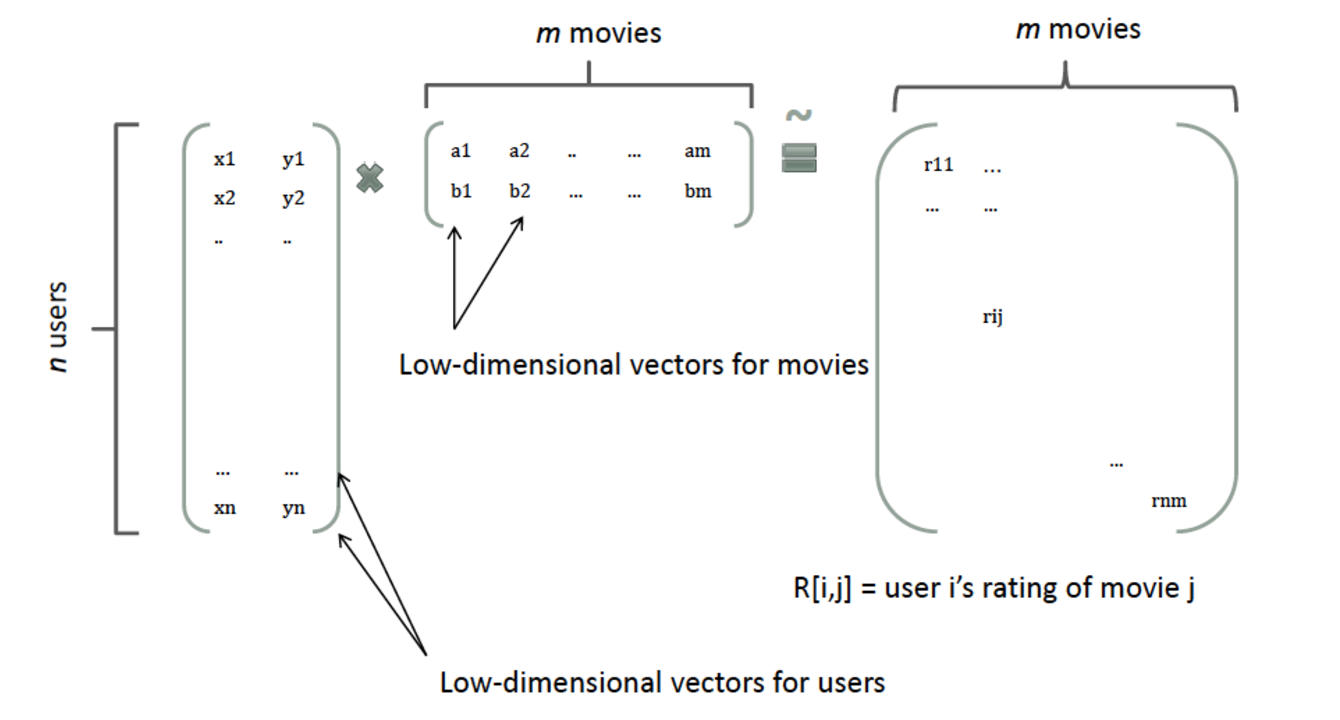 m movies
m movies
~
x1 y1
x2 y2
.. ..
... ...
xn yn
a1 a2 .. ... am
b1 b2 ... ... bm
r11 ...
... ...
rij
...
rnm
n users
Low-dimensional vectors for movies
R[i,j] = user i’s rating of movie j
Low-dimensional vectors for users